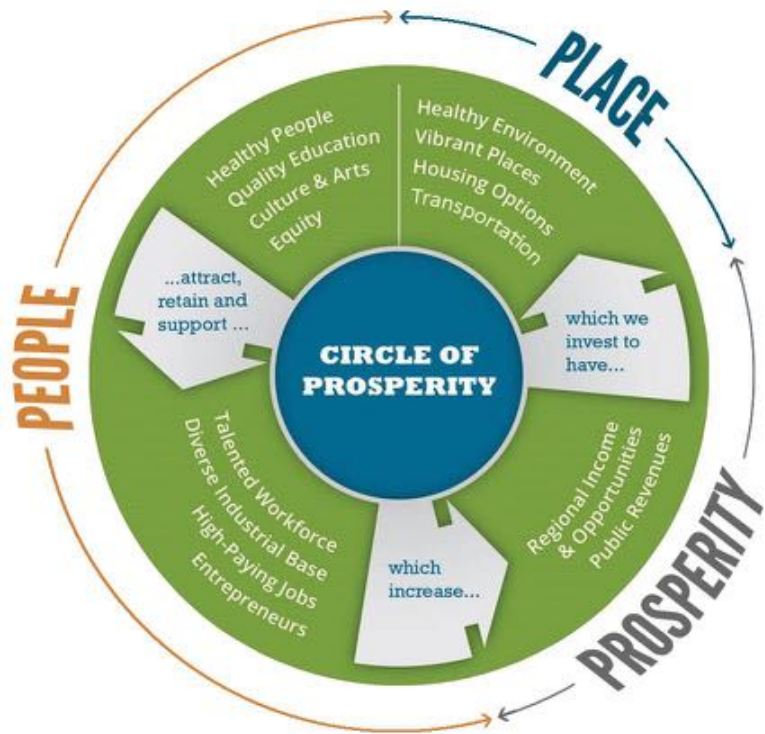 PLACE
PEOPLE
PROSPERITY
Healthy People
Quality Education
Culture & Arts
Equity
Healthy Environment
Vibrant Places
Housing Options
Transportation
...attract,
retain and
support ...
which we
invest to
have...
CIRCLE OF
PROSPERITY
Talented Workforce
Diverse Industrial Base
High-Paying Jobs
Entrepreneurs
which
increase...
Regional Income
& Opportunities
Public Revenues